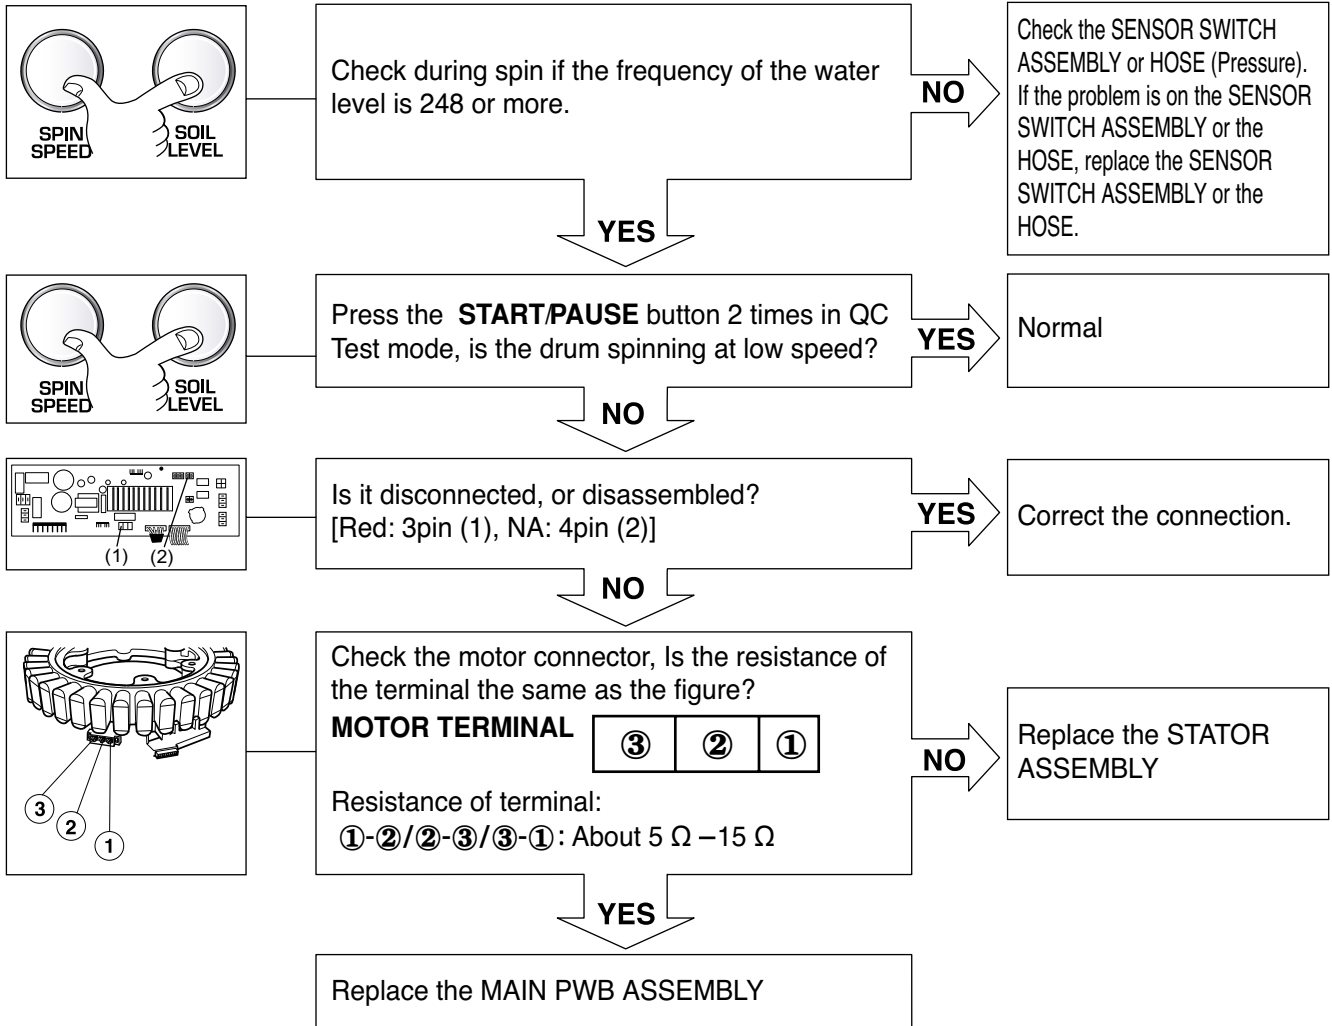 SPIN
SPEED
SOIL
LEVEL
Check during spin if the frequency of the water
level is 248 or more.
NO
Check the SENSOR SWITCH
ASSEMBLY or HOSE (Pressure).
If the problem is on the SENSOR
SWITCH ASSEMBLY or the
HOSE, replace the SENSOR
SWITCH ASSEMBLY or the
HOSE.
YES
SPIN
SPEED
SOIL
LEVEL
Press the START/PAUSE button 2 times in QC
Test mode, is the drum spinning at low speed?
YES
Normal
NO
(1) (2)
Is it disconnected, or disassembled?
[Red: 3pin (1), NA: 4pin (2)]
YES
Correct the connection.
NO
3
2
1
Check the motor connector, Is the resistance of
the terminal the same as the figure?
MOTOR TERMINAL ③ ② ①
Resistance of terminal:
①-②/②-③/③-①: About 5 Ω –15 Ω
NO
Replace the STATOR
ASSEMBLY
YES
Replace the MAIN PWB ASSEMBLY